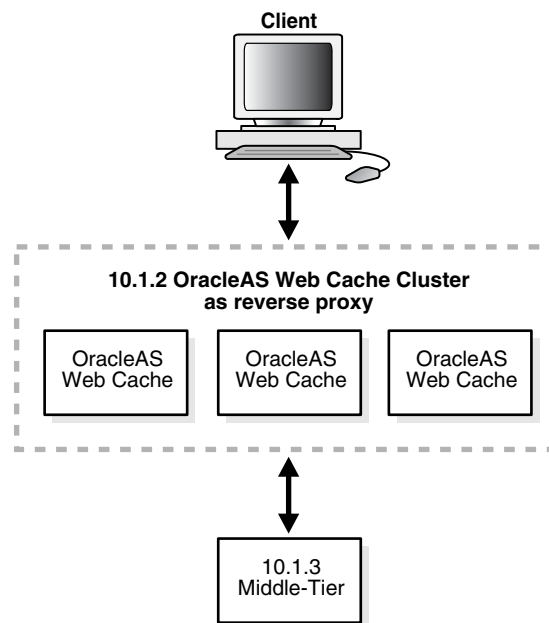 Client
10.1.2 OracleAS Web Cache Cluster
as reverse proxy
OracleAS
Web Cache
OracleAS
Web Cache
OracleAS
Web Cache
10.1.3
Middle-Tier